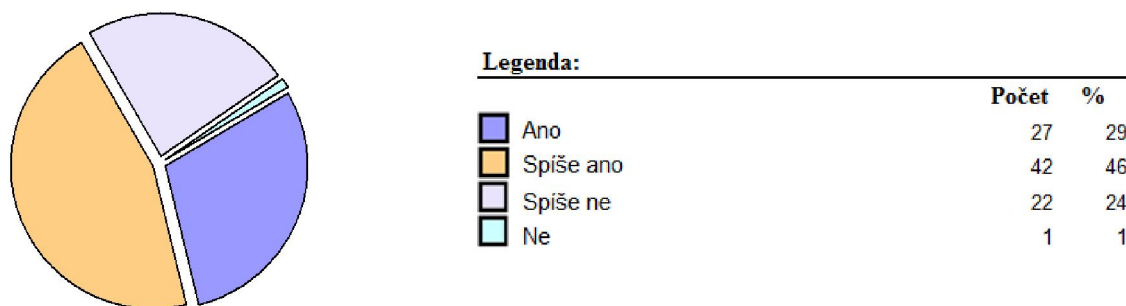 Legenda:
Počet %
Ano 27 29
Spíše ano 42 46
Spíše ne 22 24
Ne 1 1